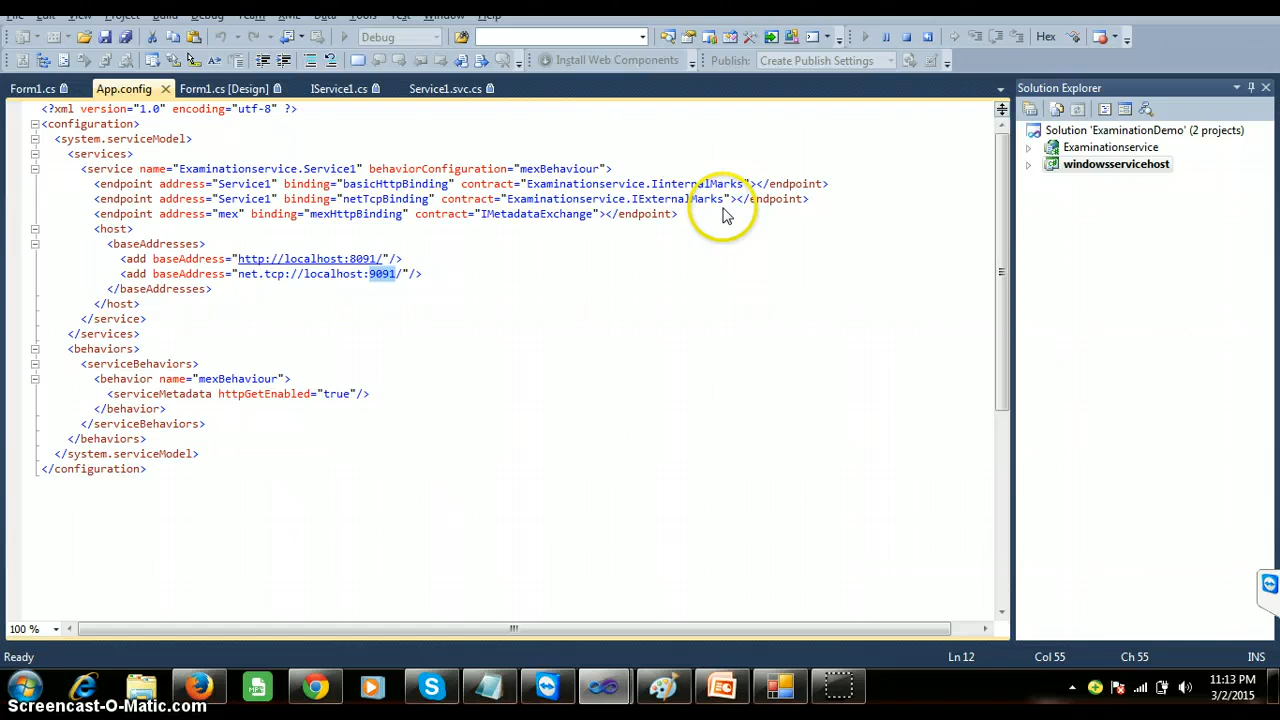 File Edit View Project Build Debug Team XML Data Tools Test Window Help
Debug
Hex
Install Web Components
Publish: Create Publish Settings
Form1.cs
App.config
Form1.cs [Design]
IService1.cs
Service1.svc.cs
Solution Explorer
<?xml version="1.0" encoding="utf-8" ?>
<configuration>
<system.serviceModel>
<services>
<service name="Examinationservice.Service1" behaviorConfiguration="mexBehaviour">
<endpoint address="Service1" binding="basicHttpBinding" contract="Examinationservice.IinternalMarks"></endpoint>
<endpoint address="Service1" binding="netTcpBinding" contract="Examinationservice.IExternalMarks"></endpoint>
<endpoint address="mex" binding="mexHttpBinding" contract="IMetadataExchange"></endpoint>
<host>
<baseAddresses>
<add baseAddress="http://localhost:8091/"/>
<add baseAddress="net.tcp://localhost:9091/"/>
</baseAddresses>
</host>
</service>
</services>
<behaviors>
<serviceBehaviors>
<behavior name="mexBehaviour">
<serviceMetadata httpGetEnabled="true"/>
</behavior>
</serviceBehaviors>
</behaviors>
</system.serviceModel>
</configuration>
Solution 'ExaminationDemo' (2 projects)
Examinationservice
windowsservicehost
100 %
Ready
Ln 12
Col 55
Ch 55
INS
MP3
11:13 PM
3/2/2015
Screencast-O-Matic.com